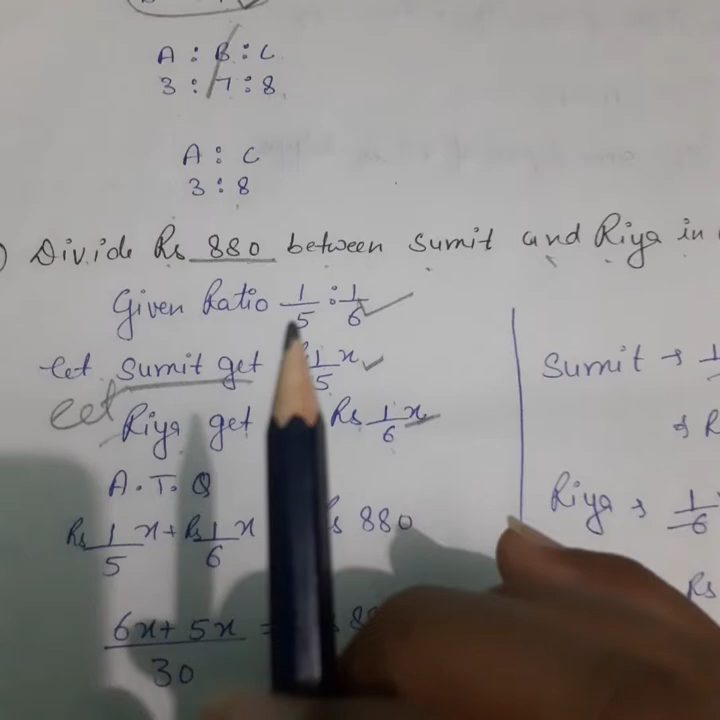 A : B : C
3 : 7 : 8
A : C
3 : 8
) Divide Rs 880 between Sumit and Riya in
Given Ratio 1/5 : 1/6
Let Sumit get 1/5 x
Let Riya get Rs 1/6 x
A.T.Q
Rs 1/5 x + Rs 1/6 x 880
6x + 5x / 30 =
Sumit →
Riya → 1/6
Rs